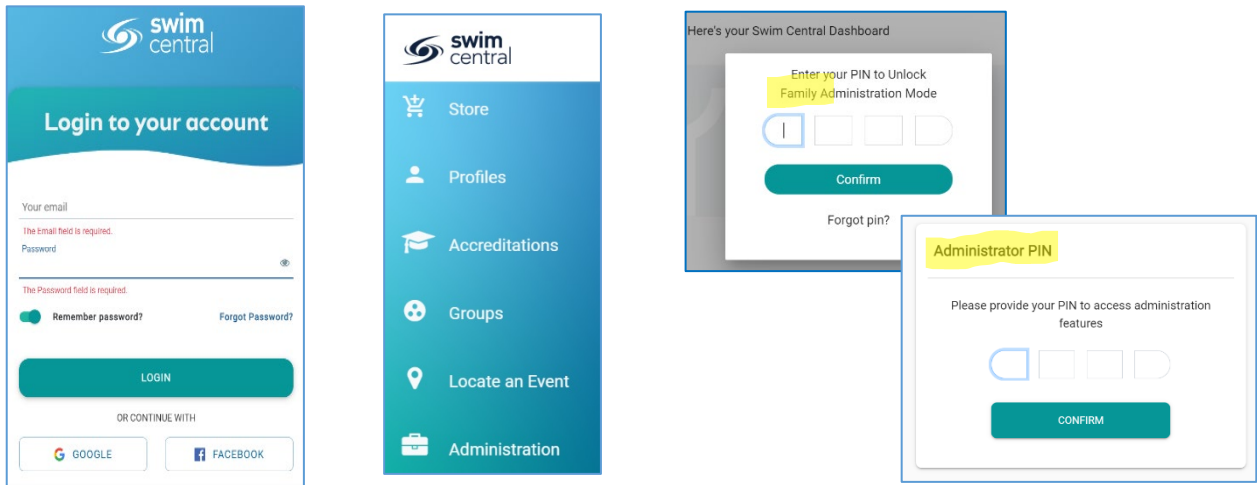 swim
central
Login to your account
Your email
The Email field is required.
Password
The Password field is required.
Remember password?
Forgot Password?
LOGIN
OR CONTINUE WITH
GOOGLE
FACEBOOK
swim
central
Store
Profiles
Accreditations
Groups
Locate an Event
Administration
Here's your Swim Central Dashboard
Enter your PIN to Unlock
Family Administration Mode
Confirm
Forgot pin?
Administrator PIN
Please provide your PIN to access administration
features
CONFIRM